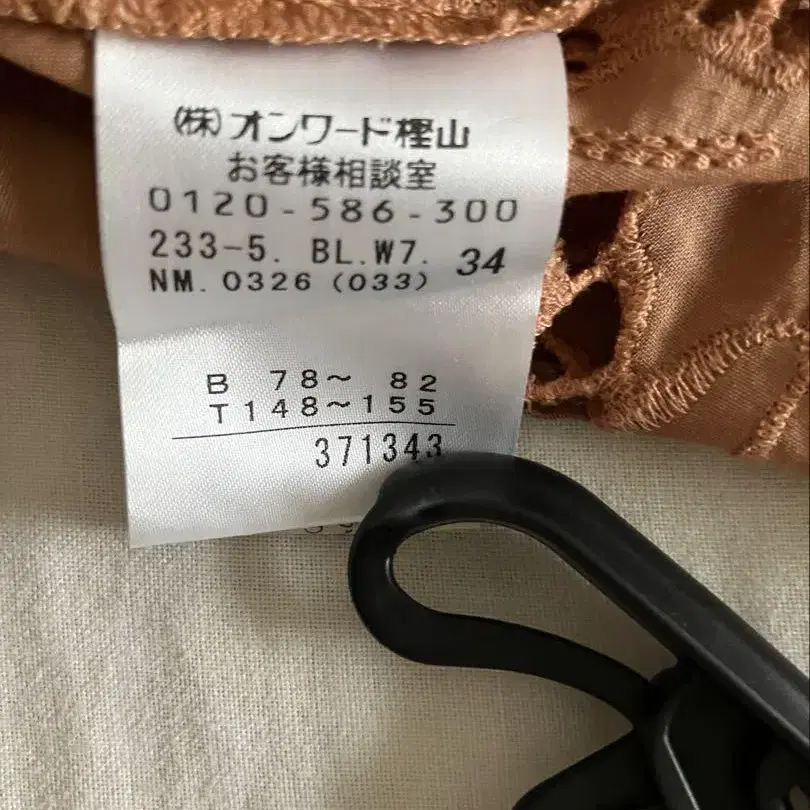 (株)オンワード樫山
お客様相談室
0120-586-300
233-5. BL.W7. 34
NM. 0326 (033)
B 78～ 82
T148～155
371343